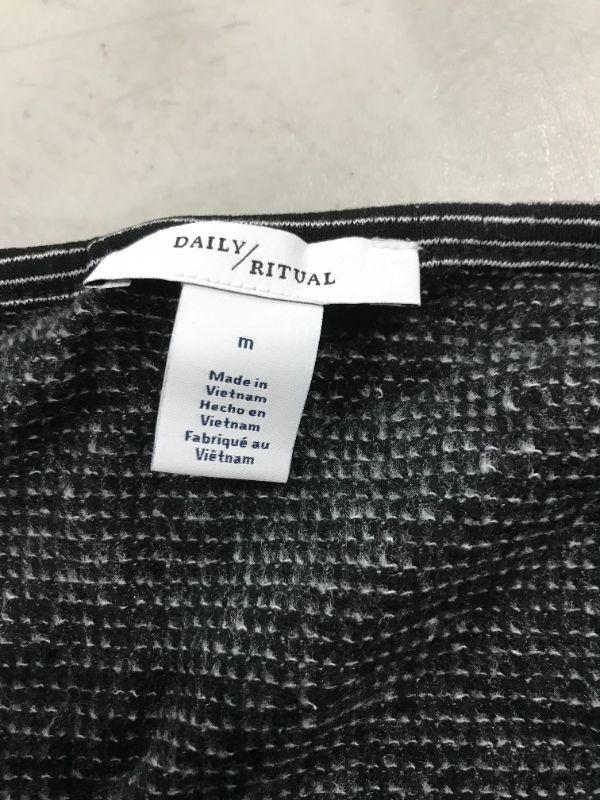 DAILY/
RITUAL
m
Made in
Vietnam
Hecho en
Vietnam
Fabriqué au
Viêtnam